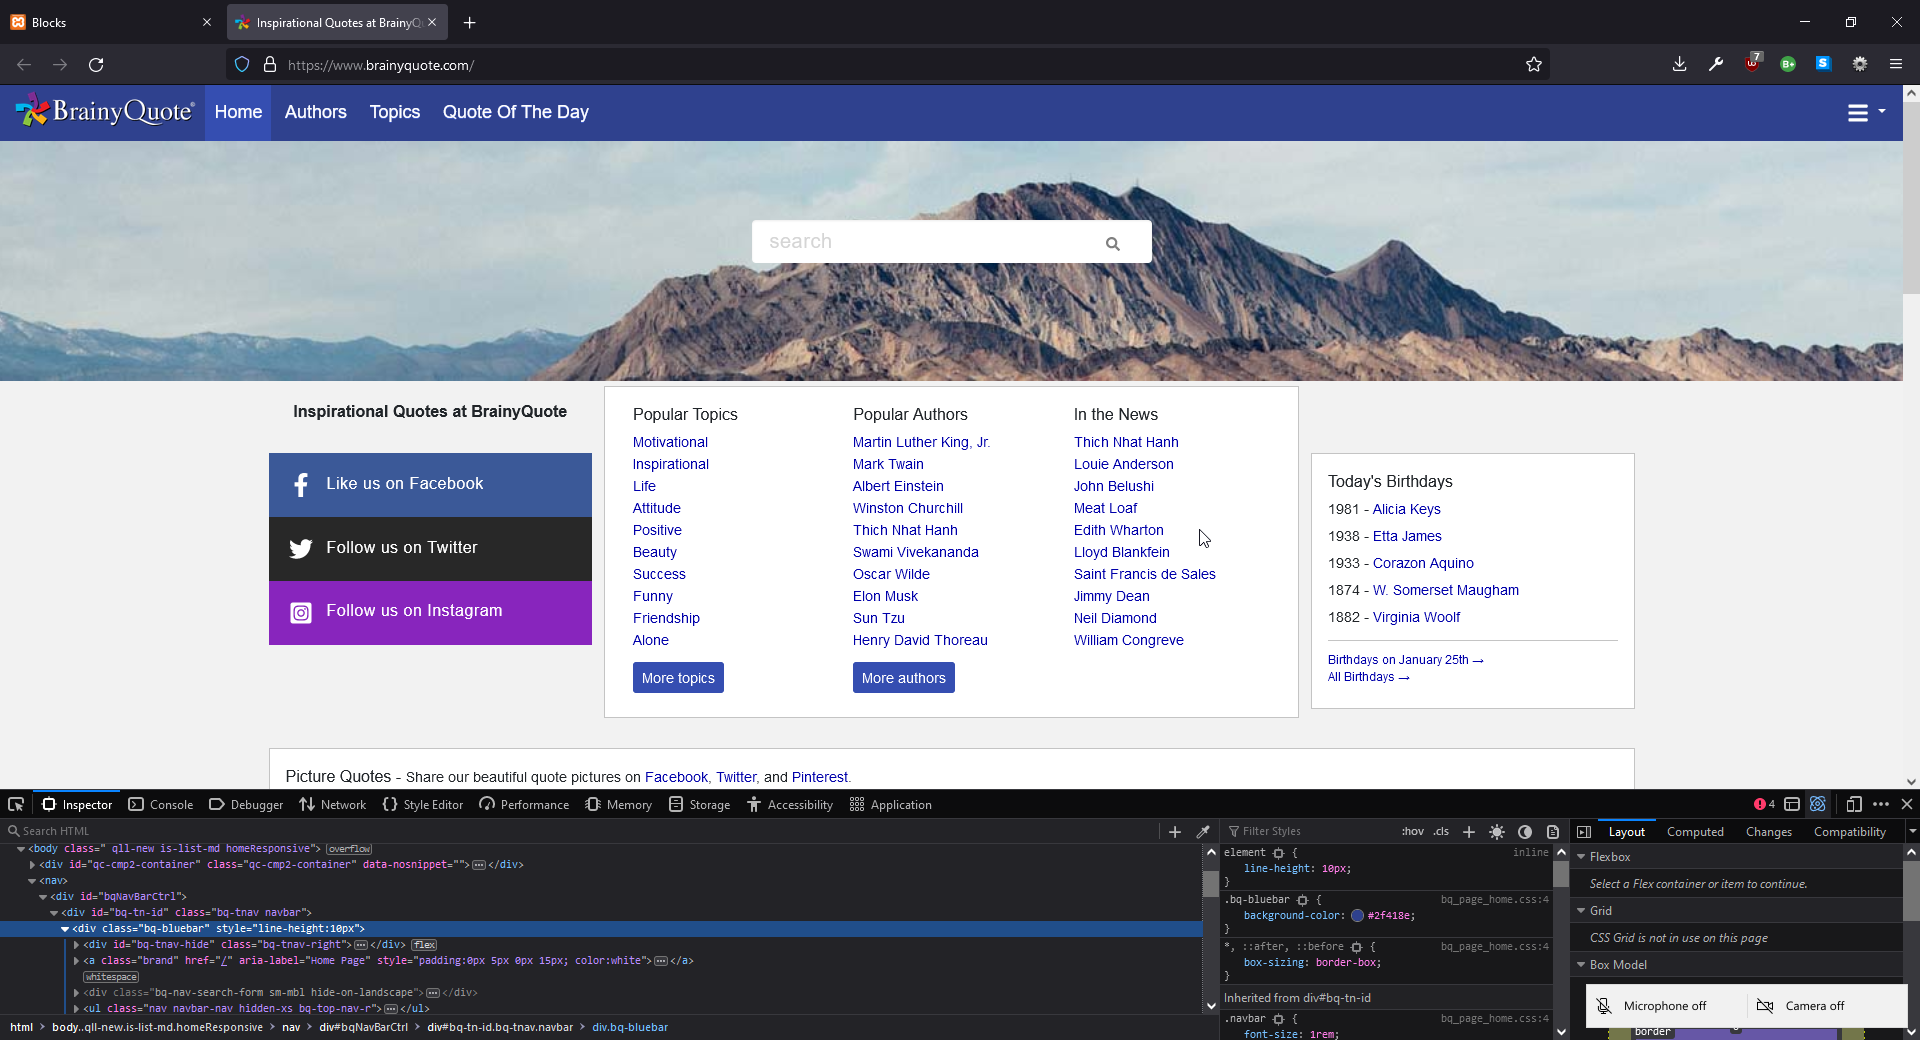 Blocks
Inspirational Quotes at BrainyQ
https://www.brainyquote.com/
7
BrainyQuote
Home
Authors
Topics
Quote Of The Day
search
Inspirational Quotes at BrainyQuote
Like us on Facebook
Follow us on Twitter
Follow us on Instagram
Popular Topics
Motivational
Inspirational
Life
Attitude
Positive
Beauty
Success
Funny
Friendship
Alone
More topics
Popular Authors
Martin Luther King, Jr.
Mark Twain
Albert Einstein
Winston Churchill
Thich Nhat Hanh
Swami Vivekananda
Oscar Wilde
Elon Musk
Sun Tzu
Henry David Thoreau
More authors
In the News
Thich Nhat Hanh
Louie Anderson
John Belushi
Meat Loaf
Edith Wharton
Lloyd Blankfein
Saint Francis de Sales
Jimmy Dean
Neil Diamond
William Congreve
Today's Birthdays
1981 - Alicia Keys
1938 - Etta James
1933 - Corazon Aquino
1874 - W. Somerset Maugham
1882 - Virginia Woolf
Birthdays on January 25th →
All Birthdays →
Picture Quotes - Share our beautiful quote pictures on Facebook, Twitter, and Pinterest.
Inspector
Console
Debugger
Network
Style Editor
Performance
Memory
Storage
Accessibility
Application
4
Search HTML
<body class=" qll-new is-list-md homeResponsive"> overflow
<div id="qc-cmp2-container" class="qc-cmp2-container" data-nosnippet="">…</div>
<nav>
<div id="bqNavBarCtrl">
<div id="bq-tn-id" class="bq-tnav navbar">
<div class="bq-bluebar" style="line-height:10px">
<div id="bq-tnav-hide" class="bq-tnav-right">…</div> flex
<a class="brand" href="/" aria-label="Home Page" style="padding:0px 5px 0px 15px; color:white">…</a>
whitespace
<div class="bq-nav-search-form sm-mbl hide-on-landscape">…</div>
<ul class="nav navbar-nav hidden-xs bq-top-nav-r">…</ul>
html
body..qll-new.is-list-md.homeResponsive
nav
div#bqNavBarCtrl
div#bq-tn-id.bq-tnav.navbar
div.bq-bluebar
Filter Styles
:hov
.cls
element {
inline
line-height: 10px;
}
.bq-bluebar {
bq_page_home.css:4
background-color: #2f418e;
}
*, ::after, ::before {
bq_page_home.css:4
box-sizing: border-box;
}
Inherited from div#bq-tn-id
.navbar {
bq_page_home.css:4
font-size: 1rem;
Layout
Computed
Changes
Compatibility
Flexbox
Select a Flex container or item to continue.
Grid
CSS Grid is not in use on this page
Box Model
Microphone off
Camera off
border